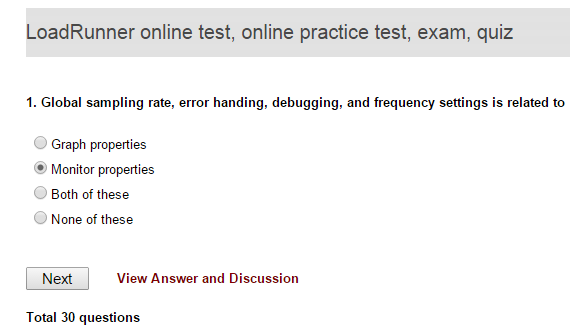 LoadRunner online test, online practice test, exam, quiz
1. Global sampling rate, error handing, debugging, and frequency settings is related to
Graph properties
Monitor properties
Both of these
None of these
Next View Answer and Discussion
Total 30 questions